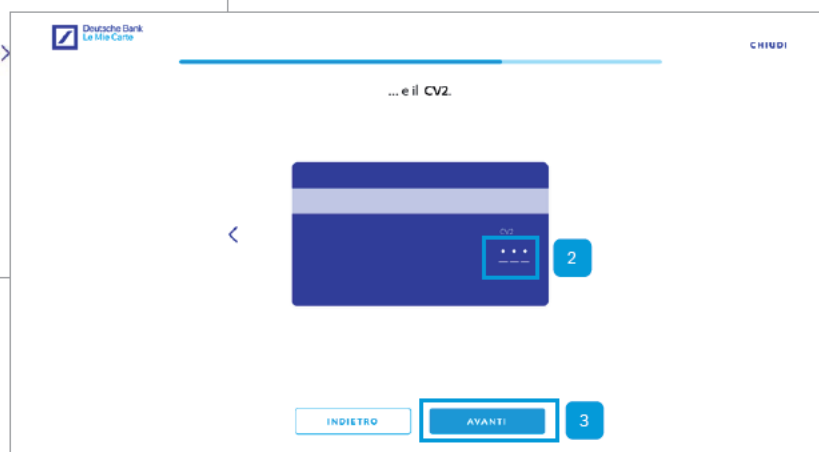 Deutsche Bank
Le Mie Carte
CHIUDI
... e il CV2.
CV2
2
INDIETRO
AVANTI
3